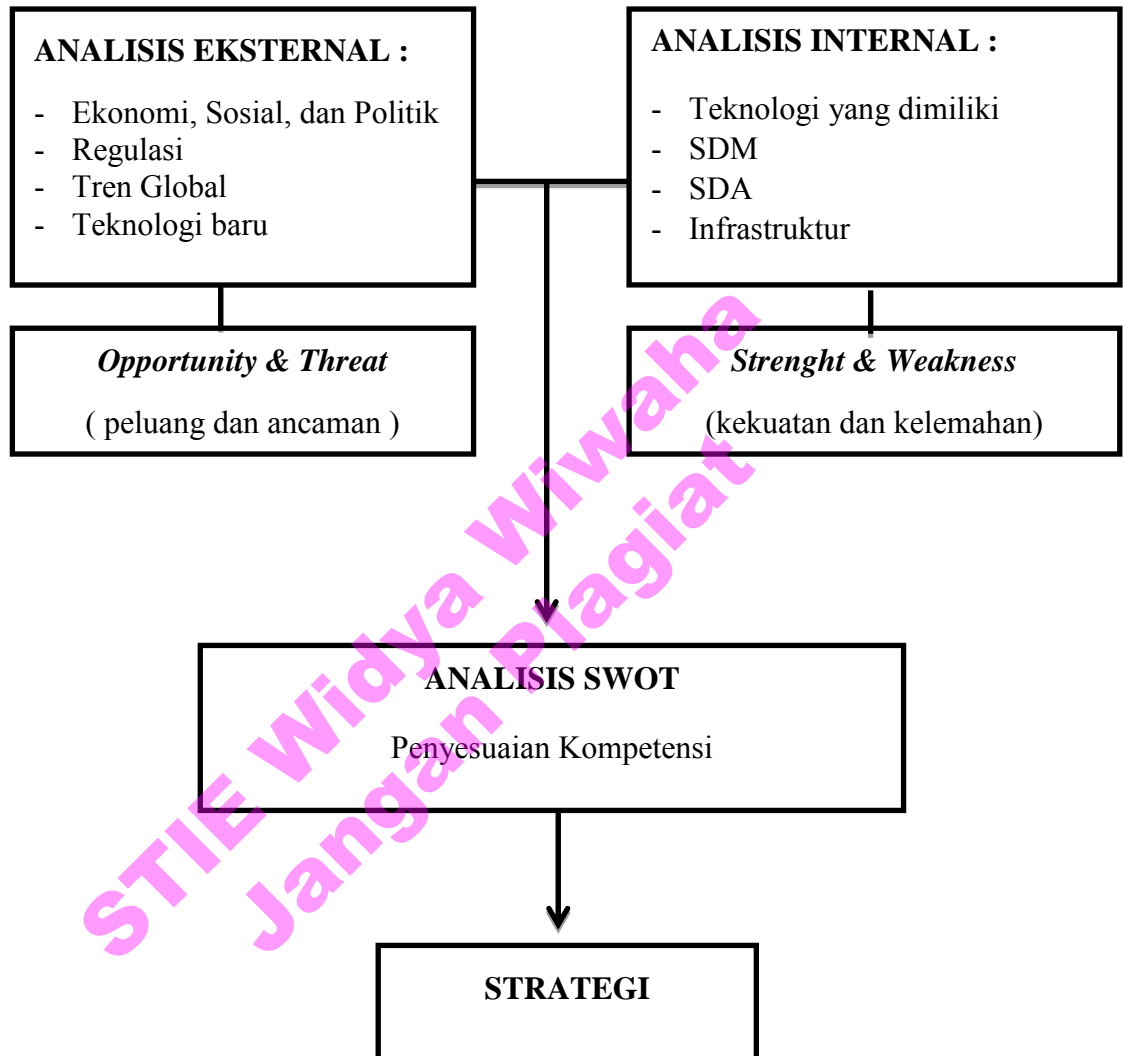 ANALISIS EKSTERNAL :
- Ekonomi, Sosial, dan Politik
- Regulasi
- Tren Global
- Teknologi baru
ANALISIS INTERNAL :
- Teknologi yang dimiliki
- SDM
- SDA
- Infrastruktur
Opportunity & Threat
( peluang dan ancaman )
Strenght & Weakness
(kekuatan dan kelemahan)
ANALISIS SWOT
Penyesuaian Kompetensi
STRATEGI
STIE Widya Wiwaha
Jangan Plagiat